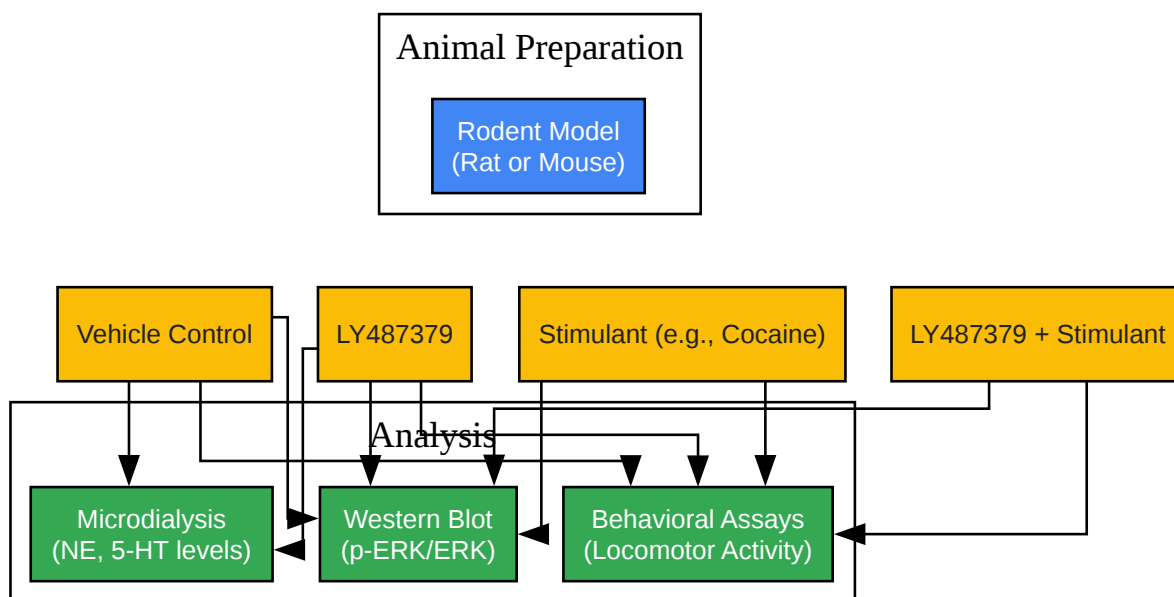 Animal Preparation
Rodent Model
(Rat or Mouse)
Vehicle Control
LY487379
Stimulant (e.g., Cocaine)
LY487379 + Stimulant
Analysis
Microdialysis
(NE, 5-HT levels)
Western Blot
(p-ERK/ERK)
Behavioral Assays
(Locomotor Activity)